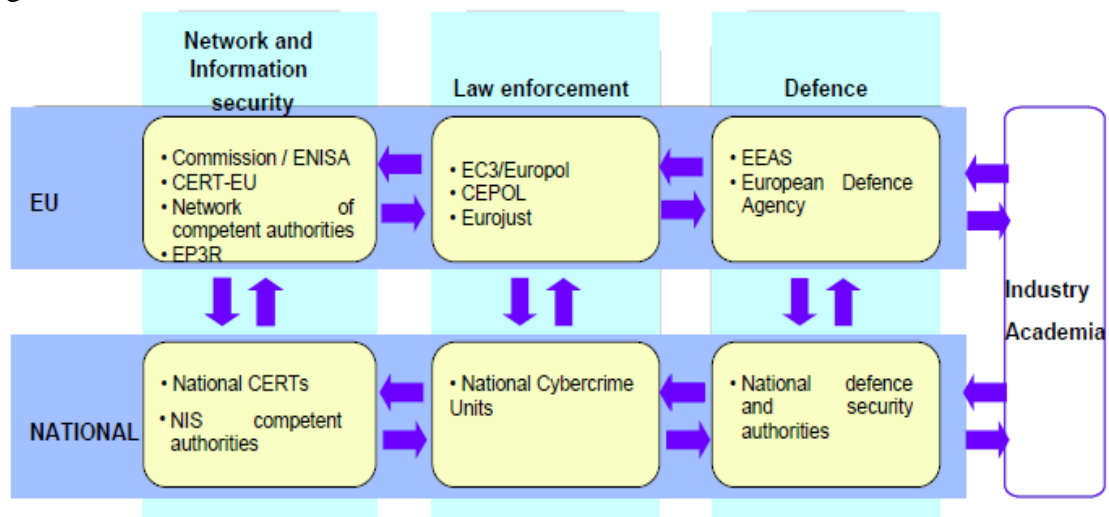 Network and
Information
security
Law enforcement
Defence
EU
• Commission / ENISA
• CERT-EU
• Network of
competent authorities
• EP3R
• EC3/Europol
• CEPOL
• Eurojust
• EEAS
• European Defence
Agency
Industry
Academia
NATIONAL
• National CERTs
• NIS competent
authorities
• National Cybercrime
Units
• National defence
and security
authorities